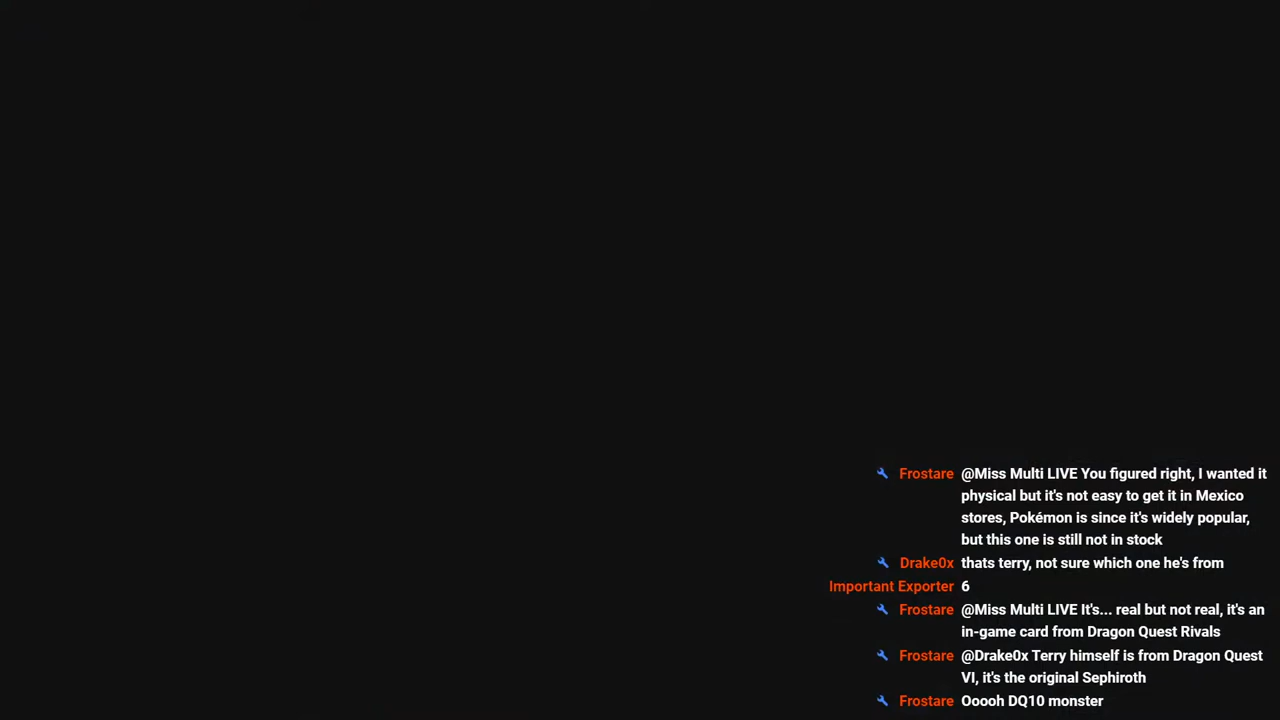 Frostare @Miss Multi LIVE You figured right, I wanted it
physical but it's not easy to get it in Mexico
stores, Pokémon is since it's widely popular,
but this one is still not in stock
Drake0x thats terry, not sure which one he's from
Important Exporter 6
Frostare @Miss Multi LIVE It's... real but not real, it's an
in-game card from Dragon Quest Rivals
Frostare @Drake0x Terry himself is from Dragon Quest
VI, it's the original Sephiroth
Frostare Ooooh DQ10 monster